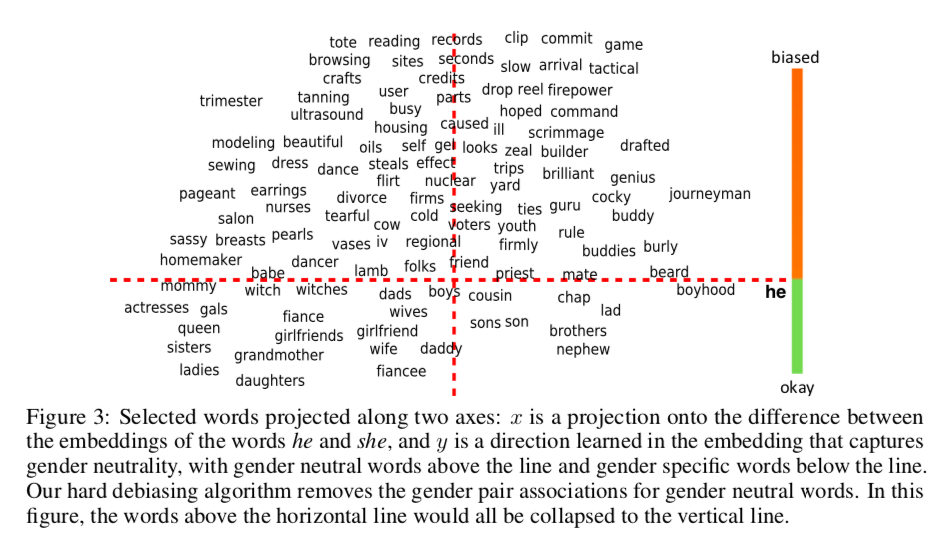 tote reading records clip commit game
biased
browsing sites seconds slow arrival tactical
crafts credits
trimester tanning user parts drop reel firepower
ultrasound busy hoped command
housing caused ill scrimmage
modeling beautiful oils self gel looks zeal builder drafted
sewing dress dance steals effect trips brilliant genius
flirt nuclear yard
pageant earrings divorce firms cocky journeyman
nurses tearful cold seeking ties guru buddy
salon cow voters youth rule
sassy breasts pearls vases iv regional firmly buddies burly
homemaker dancer lamb folks friend
babe priest mate beard
mommy witch witches dads boys cousin chap boyhood he
actresses gals fiance wives lad
queen girlfriends girlfriend sons son brothers
sisters grandmother wife daddy nephew
ladies daughters fiancee
okay
Figure 3: Selected words projected along two axes: x is a projection onto the difference between
the embeddings of the words he and she, and y is a direction learned in the embedding that captures
gender neutrality, with gender neutral words above the line and gender specific words below the line.
Our hard debiasing algorithm removes the gender pair associations for gender neutral words. In this
figure, the words above the horizontal line would all be collapsed to the vertical line.